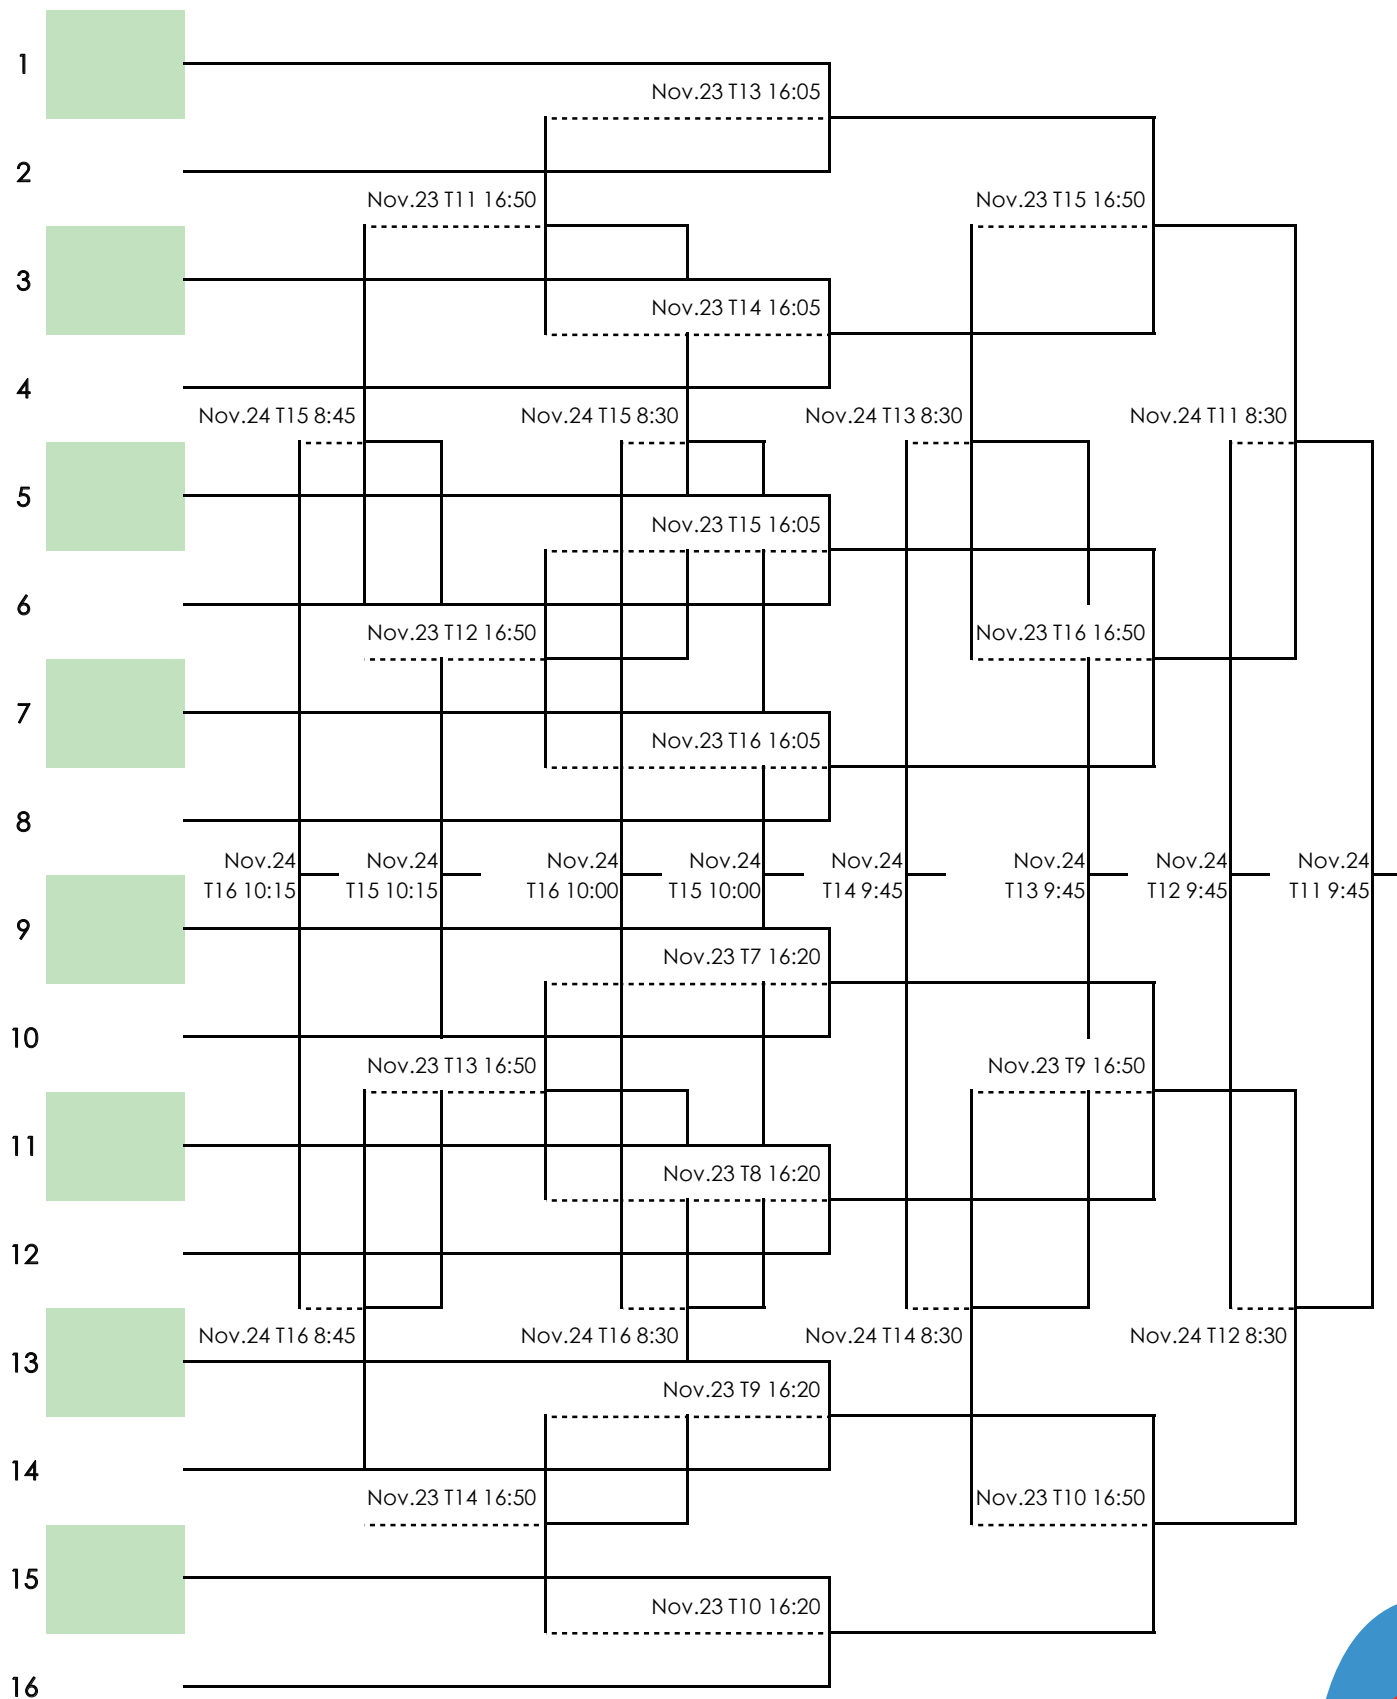 1
Nov.23 T13 16:05
2
Nov.23 T11 16:50
Nov.23 T15 16:50
3
Nov.23 T14 16:05
4
Nov.24 T15 8:45
Nov.24 T15 8:30
Nov.24 T13 8:30
Nov.24 T11 8:30
5
Nov.23 T15 16:05
6
Nov.23 T12 16:50
Nov.23 T16 16:50
7
Nov.23 T16 16:05
8
Nov.24
T16 10:15
Nov.24
T15 10:15
Nov.24
T16 10:00
Nov.24
T15 10:00
Nov.24
T14 9:45
Nov.24
T13 9:45
Nov.24
T12 9:45
Nov.24
T11 9:45
9
Nov.23 T7 16:20
10
Nov.23 T13 16:50
Nov.23 T9 16:50
11
Nov.23 T8 16:20
12
Nov.24 T16 8:45
Nov.24 T16 8:30
Nov.24 T14 8:30
Nov.24 T12 8:30
13
Nov.23 T9 16:20
14
Nov.23 T14 16:50
Nov.23 T10 16:50
15
Nov.23 T10 16:20
16